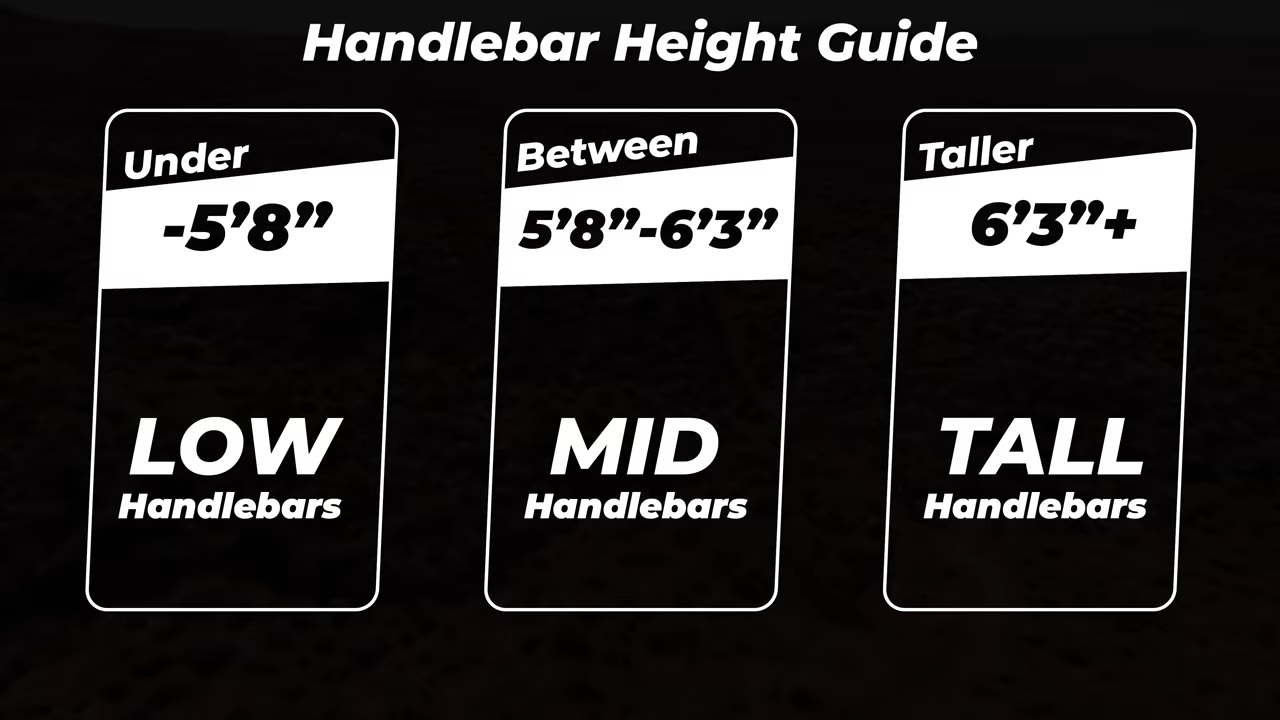 Handlebar Height Guide
Under
-5’8”
LOW
Handlebars
Between
5’8”-6’3”
MID
Handlebars
Taller
6’3”+
TALL
Handlebars